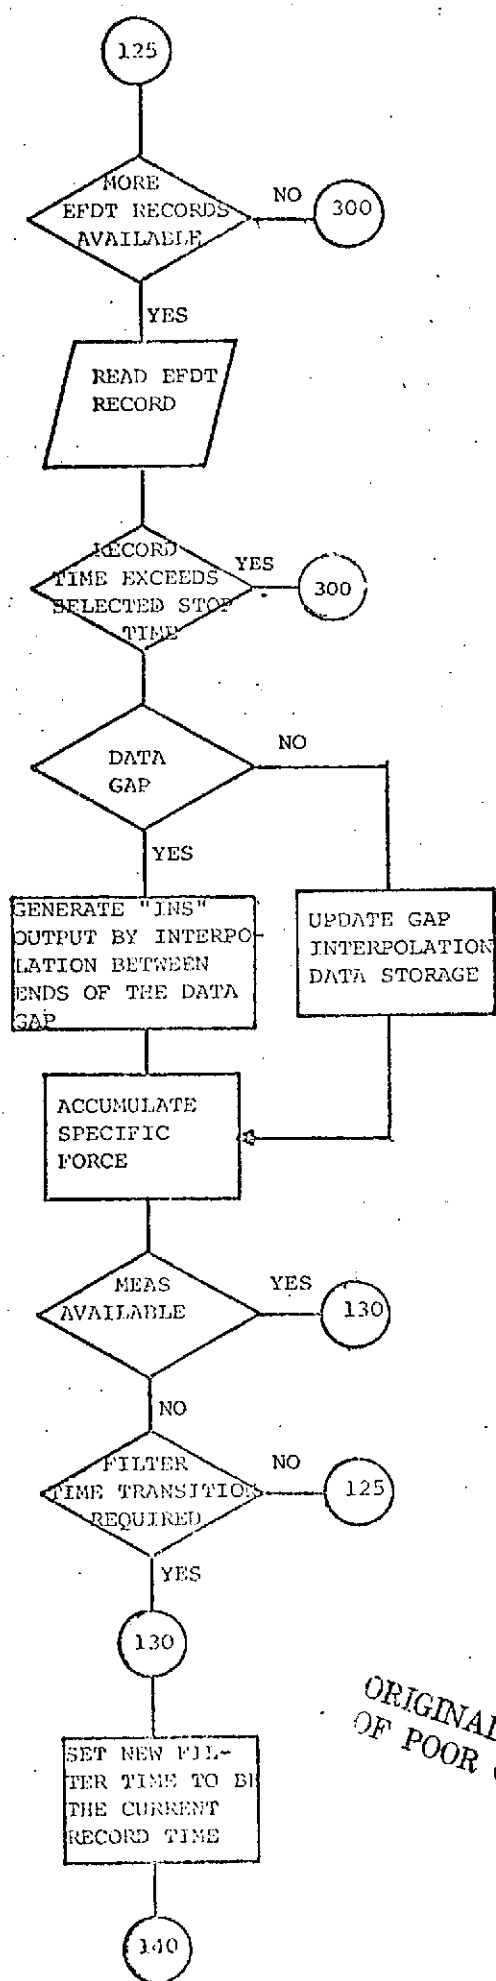 125
MORE
EFDT RECORDS
AVAILABLE
NO
300
YES
READ EFDT
RECORD
RECORD
TIME EXCEEDS
SELECTED STOP
TIME
YES
300
DATA
GAP
NO
YES
GENERATE "INS"
OUTPUT BY INTERPO-
LATION BETWEEN
ENDS OF THE DATA
GAP
UPDATE GAP
INTERPOLATION
DATA STORAGE
ACCUMULATE
SPECIFIC
FORCE
MEAS
AVAILABLE
YES
130
NO
FILTER
TIME TRANSITION
REQUIRED
NO
125
YES
130
SET NEW FIL-
TER TIME TO BE
THE CURRENT
RECORD TIME
140
ORIGINAL
OF POOR